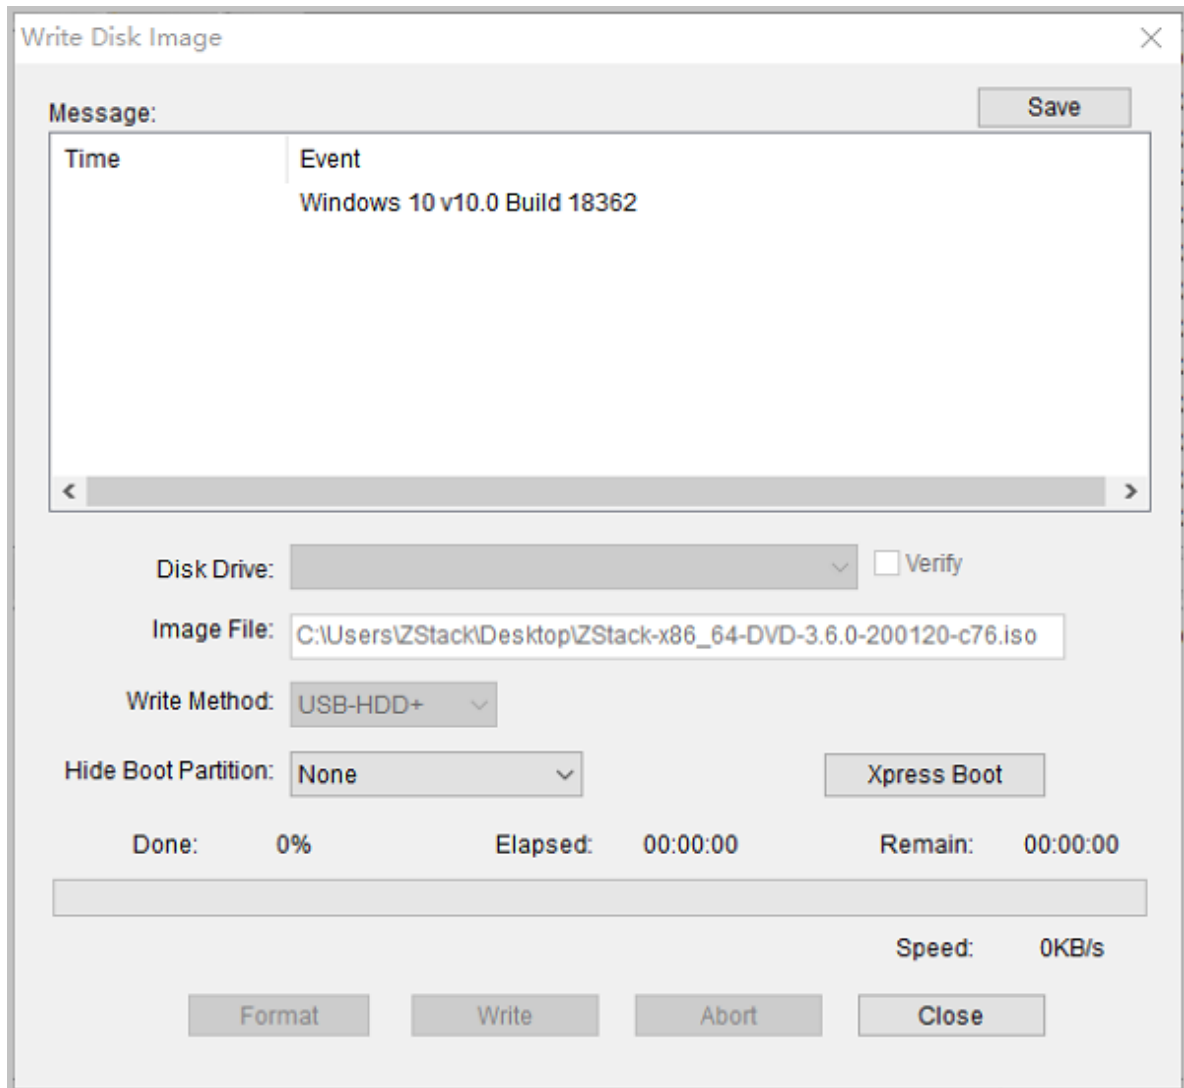 Write Disk Image
Message:
Save
Time Event
Windows 10 v10.0 Build 18362
Disk Drive:
Verify
Image File: C:\Users\ZStack\Desktop\ZStack-x86_64-DVD-3.6.0-200120-c76.iso
Write Method: USB-HDD+
Hide Boot Partition: None
Xpress Boot
Done: 0% Elapsed: 00:00:00 Remain: 00:00:00
Speed: 0KB/s
Format Write Abort Close